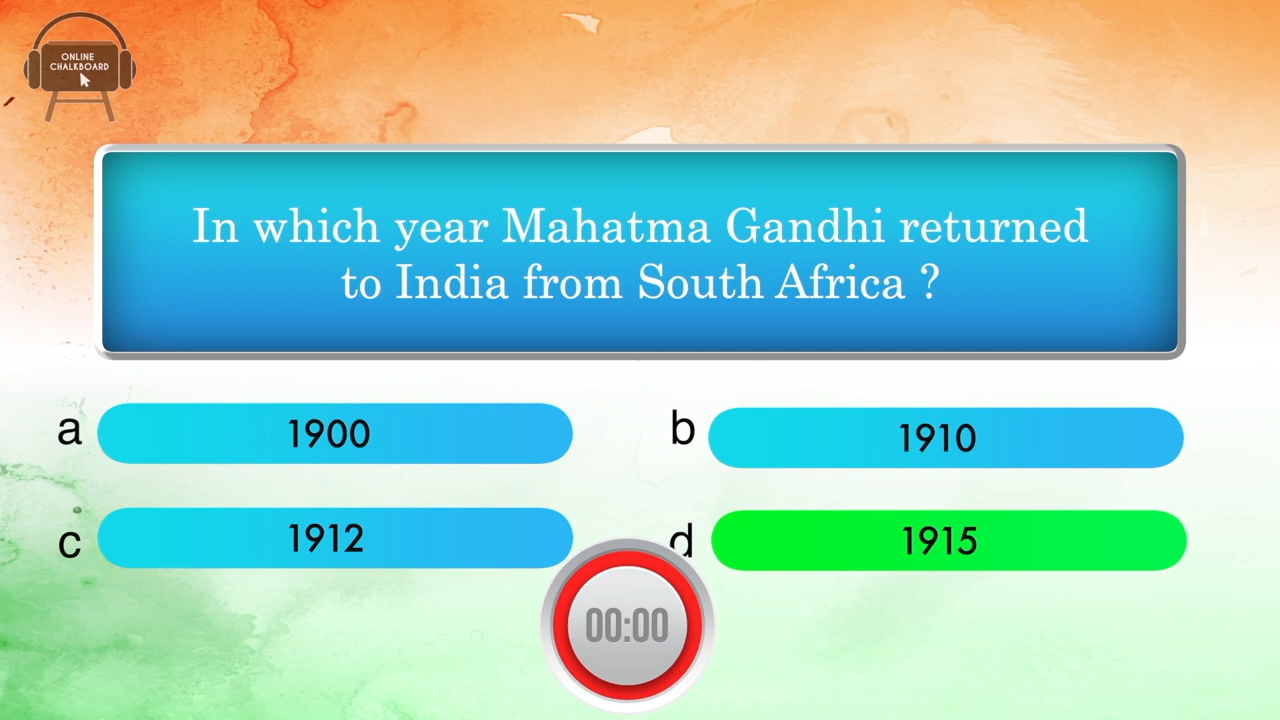 ONLINE
CHALKBOARD
In which year Mahatma Gandhi returned
to India from South Africa ?
a 1900
b 1910
c 1912
d 1915
00:00